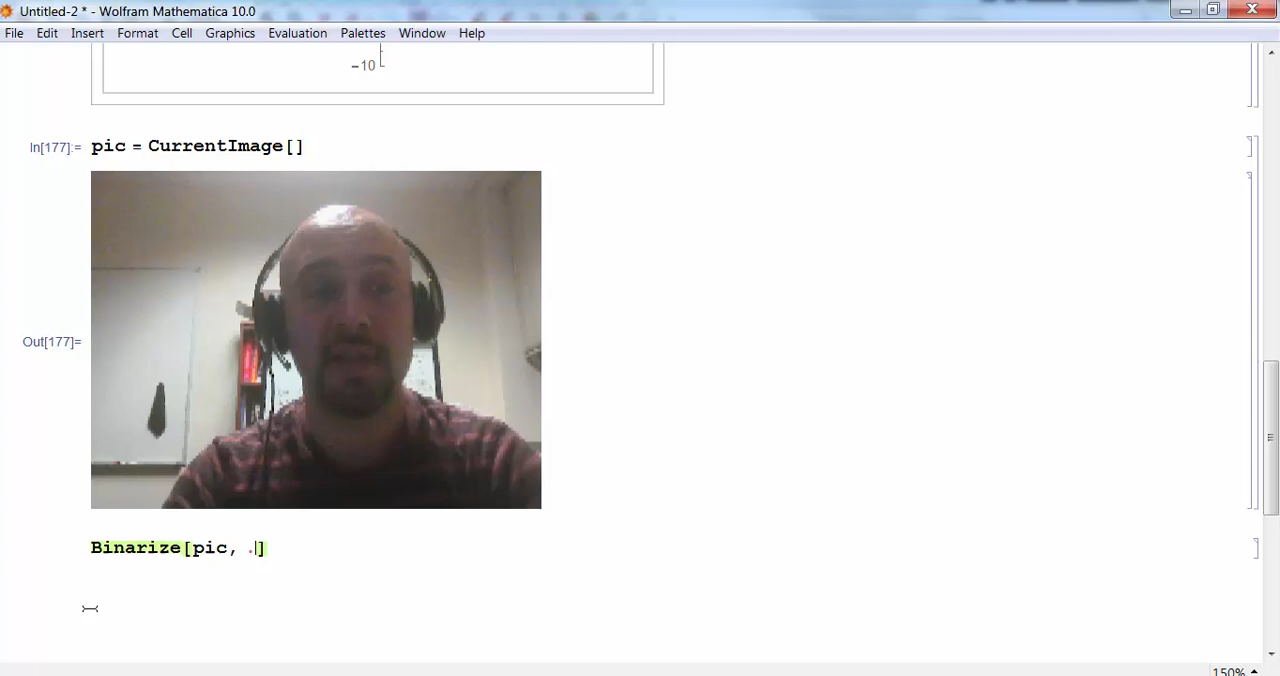 Untitled-2 * - Wolfram Mathematica 10.0
File Edit Insert Format Cell Graphics Evaluation Palettes Window Help
-10
In[177]:= pic = CurrentImage[]
Out[177]=
Binarize[pic, .]
150%